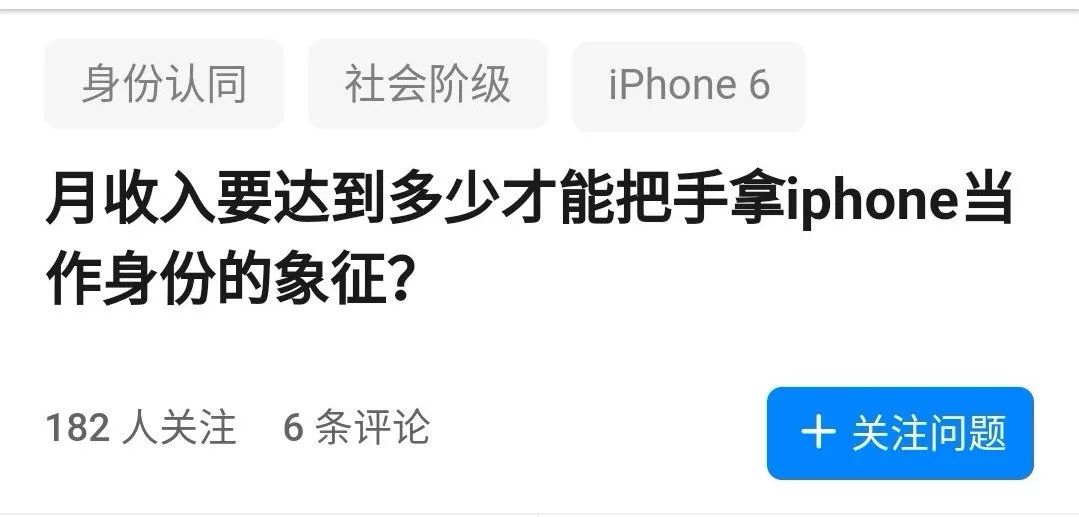 身份认同 社会阶级 iPhone 6
月收入要达到多少才能把手拿iphone当
作身份的象征？
182 人关注 6 条评论 + 关注问题